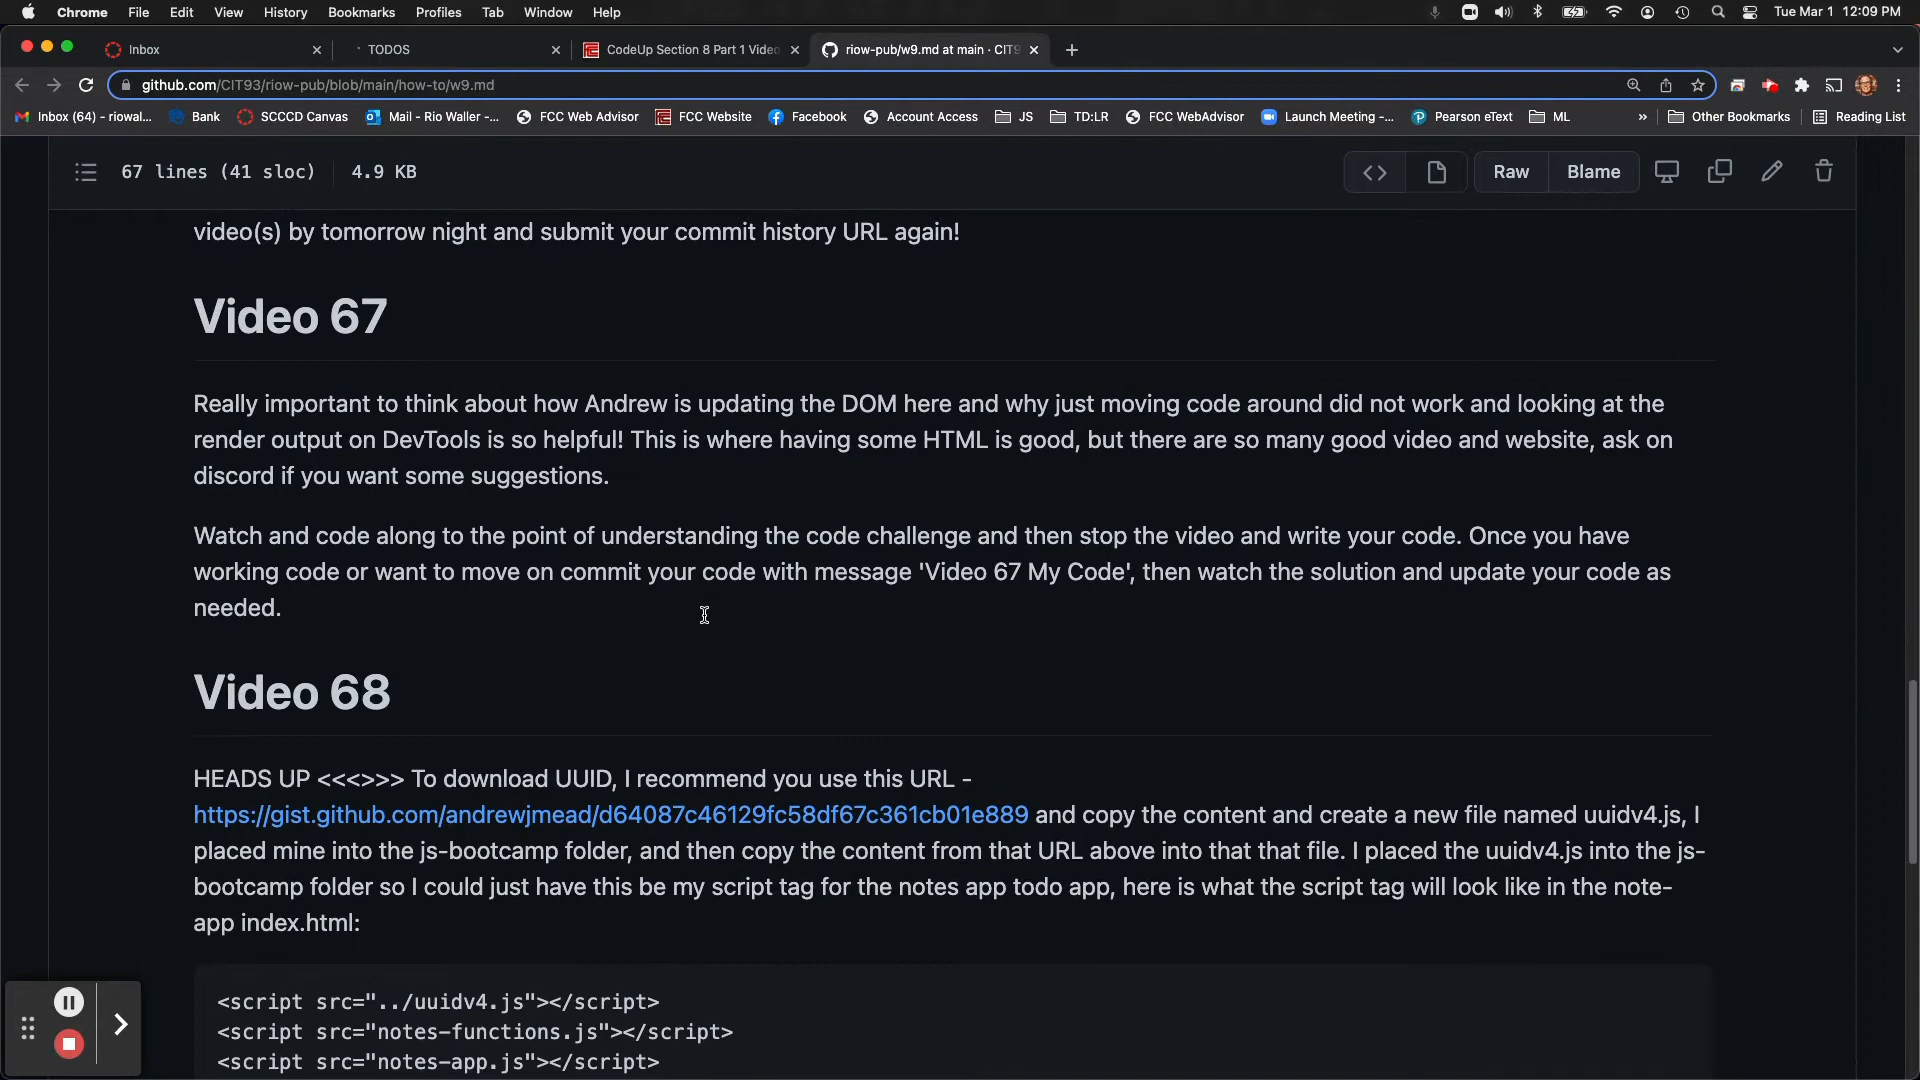 Chrome File Edit View History Bookmarks Profiles Tab Window Help Tue Mar 1 12:09 PM
Inbox TODOS CodeUp Section 8 Part 1 Video riow-pub/w9.md at main · CIT9
github.com/CIT93/riow-pub/blob/main/how-to/w9.md
Inbox (64) - riowal... Bank SCCCD Canvas Mail - Rio Waller -... FCC Web Advisor FCC Website Facebook Account Access JS TD:LR FCC WebAdvisor Launch Meeting -... Pearson eText ML » Other Bookmarks Reading List
67 lines (41 sloc) 4.9 KB Raw Blame
video(s) by tomorrow night and submit your commit history URL again!
Video 67
Really important to think about how Andrew is updating the DOM here and why just moving code around did not work and looking at the
render output on DevTools is so helpful! This is where having some HTML is good, but there are so many good video and website, ask on
discord if you want some suggestions.
Watch and code along to the point of understanding the code challenge and then stop the video and write your code. Once you have
working code or want to move on commit your code with message 'Video 67 My Code', then watch the solution and update your code as
needed.
Video 68
HEADS UP <<<>>> To download UUID, I recommend you use this URL -
https://gist.github.com/andrewjmead/d64087c46129fc58df67c361cb01e889 and copy the content and create a new file named uuidv4.js, I
placed mine into the js-bootcamp folder, and then copy the content from that URL above into that that file. I placed the uuidv4.js into the js-
bootcamp folder so I could just have this be my script tag for the notes app todo app, here is what the script tag will look like in the note-
app index.html:
<script src="../uuidv4.js"></script>
<script src="notes-functions.js"></script>
<script src="notes-app.js"></script>